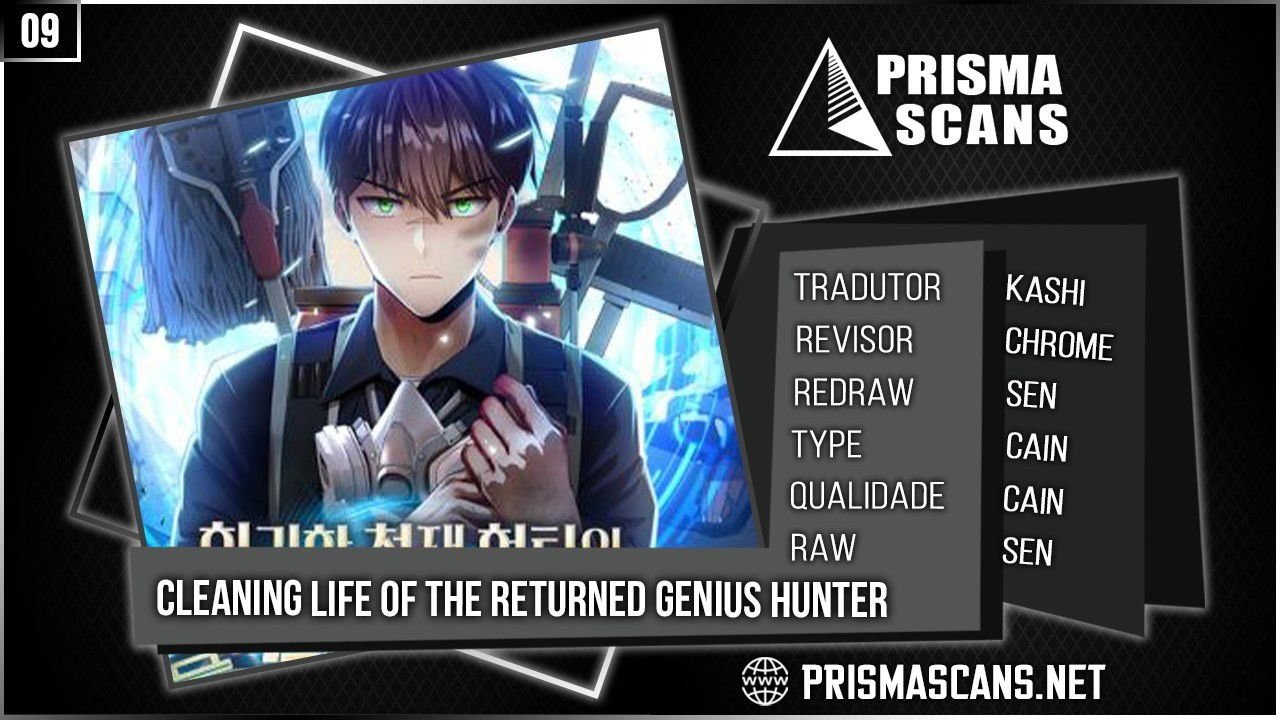 09
PRISMA
SCANS
TRADUTOR KASHI
REVISOR CHROME
REDRAW SEN
TYPE CAIN
QUALIDADE CAIN
RAW SEN
CLEANING LIFE OF THE RETURNED GENIUS HUNTER
WWW
PRISMASCANS.NET